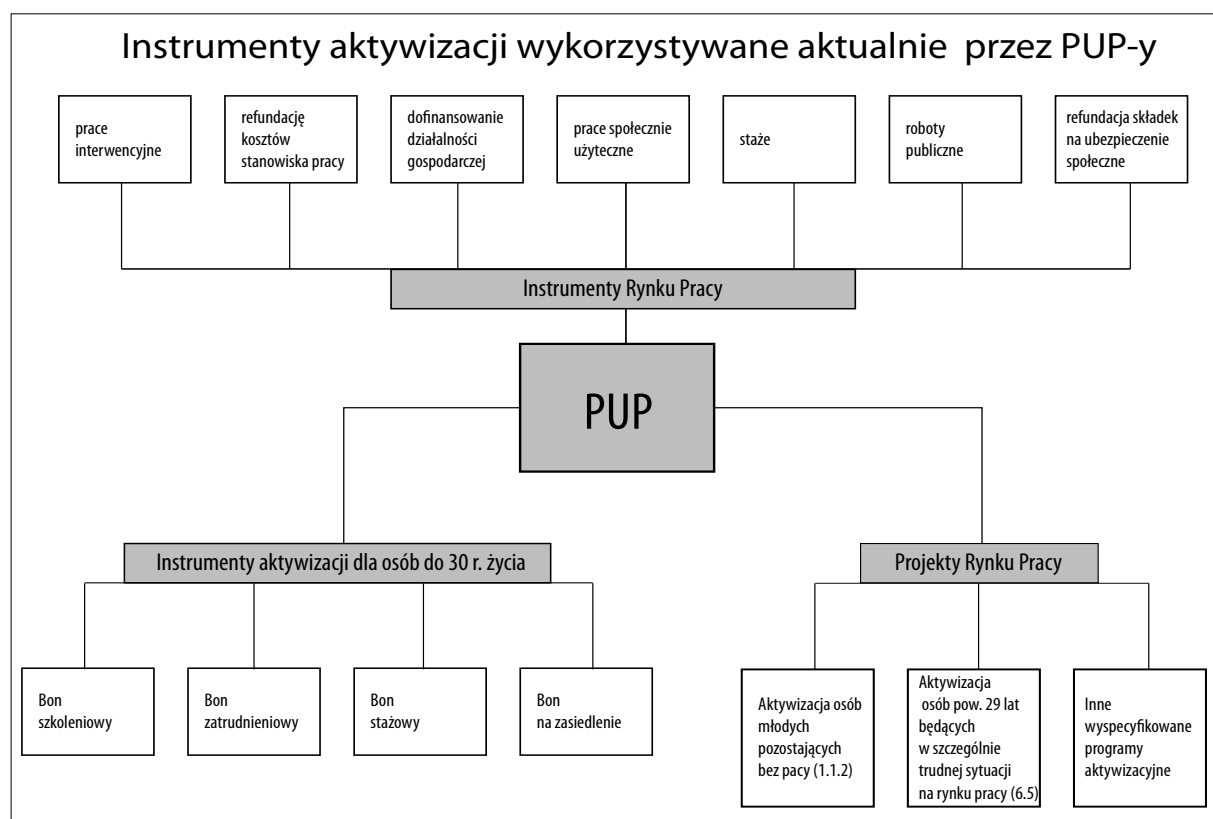 Instrumenty aktywizacji wykorzystywane aktualnie przez PUP-y
prace
interwencyjne
refundację
kosztów
stanowiska pracy
dofinansowanie
działalności
gospodarczej
prace społecznie
użyteczne
staże
roboty
publiczne
refundacja składek
na ubezpieczenie
społeczne
Instrumenty Rynku Pracy
PUP
Instrumenty aktywizacji dla osób do 30 r. życia
Projekty Rynku Pracy
Bon
szkoleniowy
Bon
zatrudnieniowy
Bon
stażowy
Bon
na zasiedlenie
Aktywizacja osób
młodych
pozostających
bez pacy (1.1.2)
Aktywizacja
osób pow. 29 lat
będących
w szczególnie
trudnej sytuacji
na rynku pracy (6.5)
Inne
wyspecyfikowane
programy
aktywizacyjne